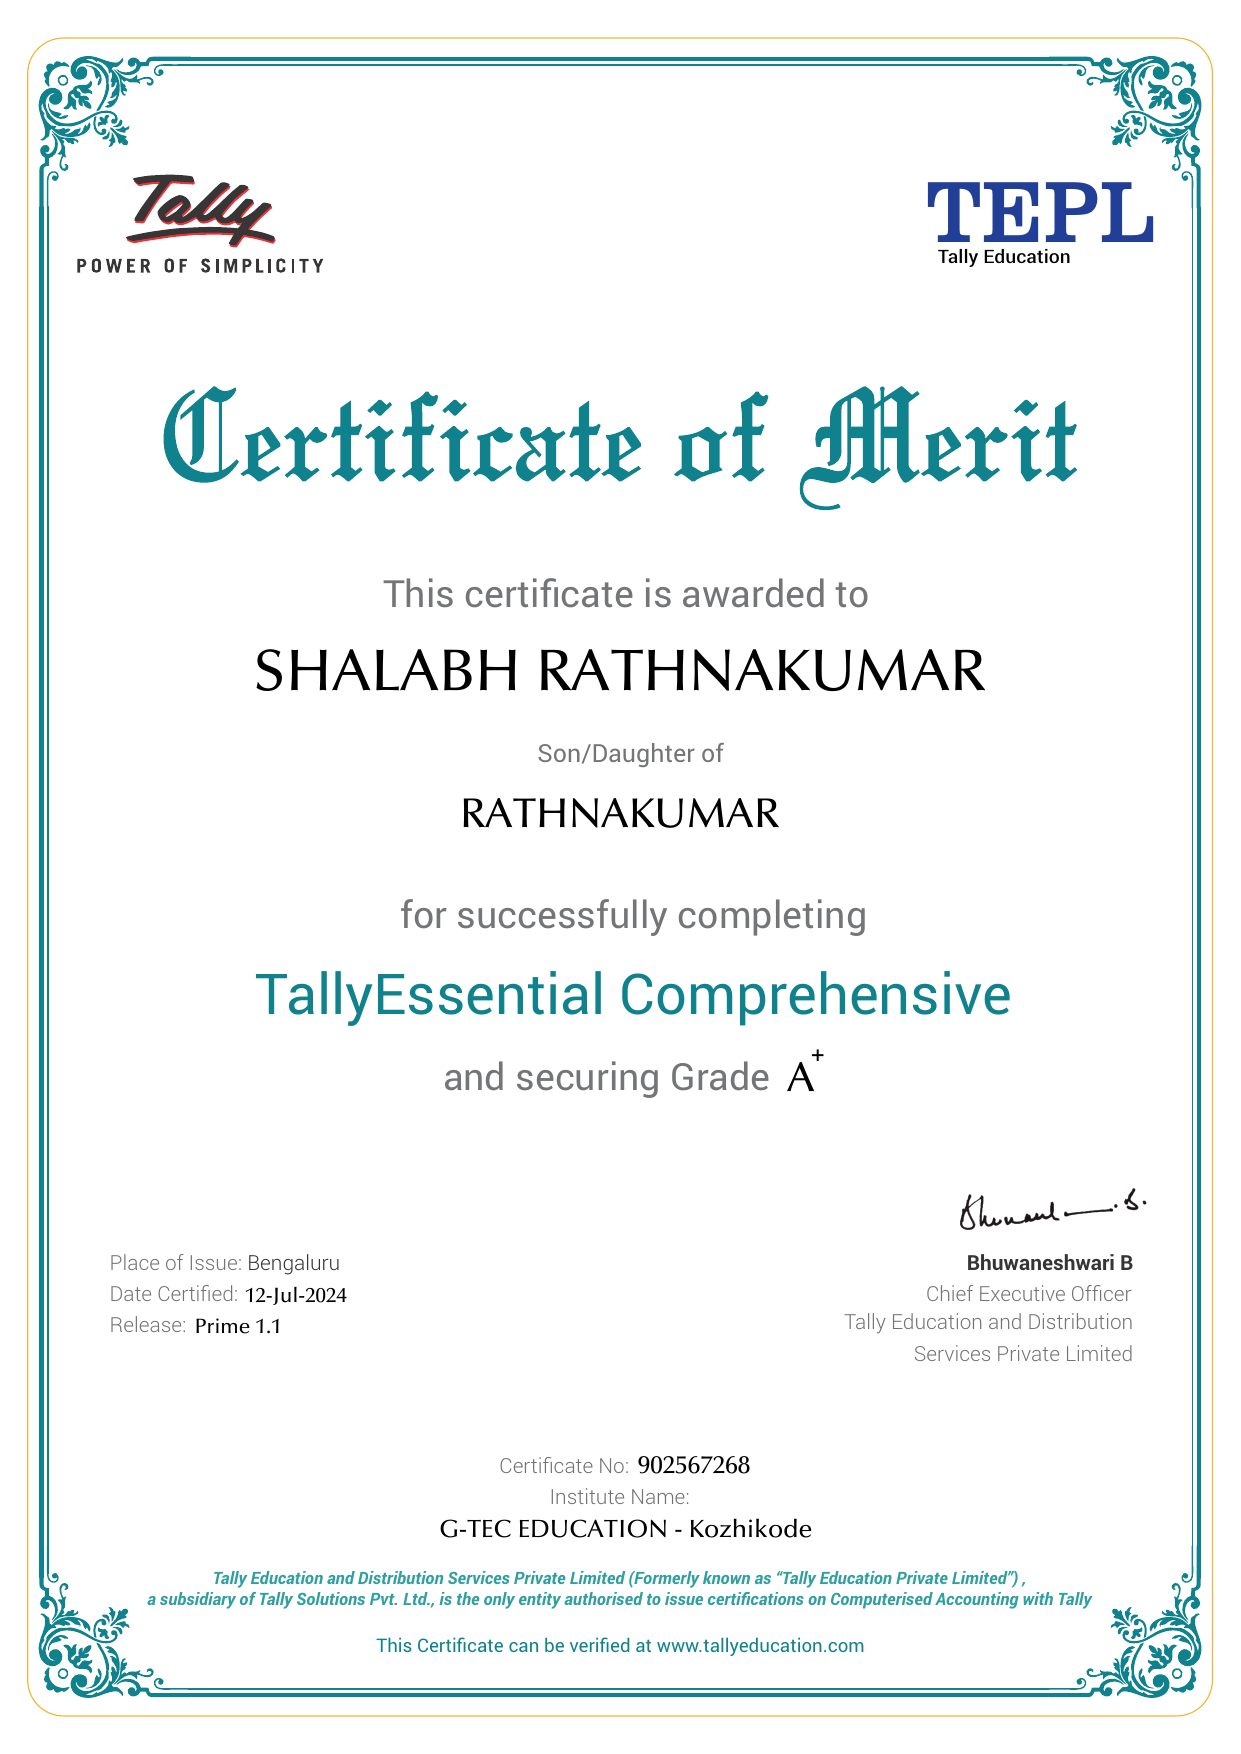 Tally
POWER OF SIMPLICITY
TEPL
Tally Education
Certificate of Merit
This certificate is awarded to
SHALABH RATHNAKUMAR
Son/Daughter of
RATHNAKUMAR
for successfully completing
TallyEssential Comprehensive
and securing Grade A+
Place of Issue: Bengaluru
Date Certified: 12-Jul-2024
Release: Prime 1.1
Bhuwaneshwari B
Chief Executive Officer
Tally Education and Distribution
Services Private Limited
Certificate No: 902567268
Institute Name:
G-TEC EDUCATION - Kozhikode
Tally Education and Distribution Services Private Limited (Formerly known as “Tally Education Private Limited”) ,
a subsidiary of Tally Solutions Pvt. Ltd., is the only entity authorised to issue certifications on Computerised Accounting with Tally
This Certificate can be verified at www.tallyeducation.com